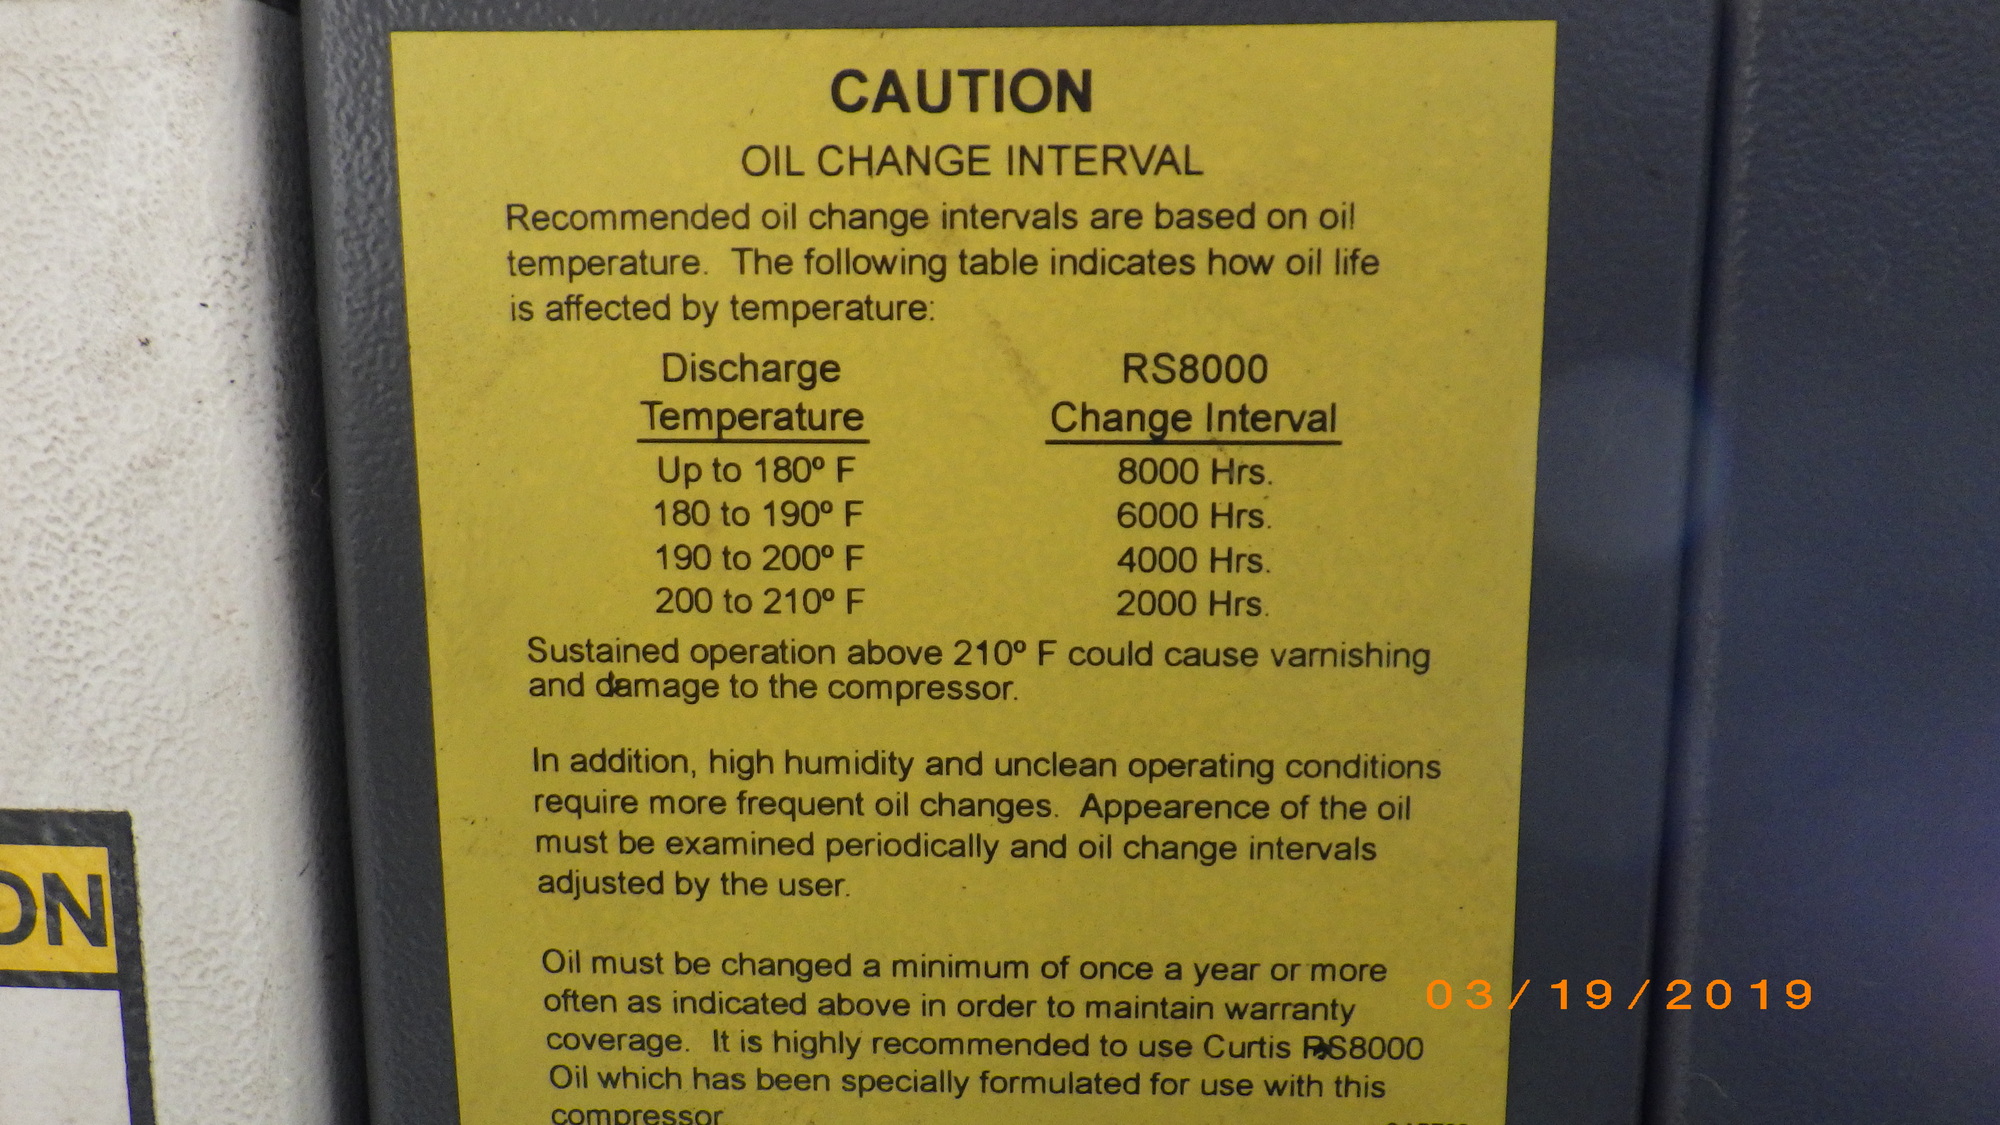 CAUTION
OIL CHANGE INTERVAL
Recommended oil change intervals are based on oil
temperature. The following table indicates how oil life
is affected by temperature:
Discharge RS8000
Temperature Change Interval
Up to 180º F 8000 Hrs.
180 to 190º F 6000 Hrs.
190 to 200º F 4000 Hrs.
200 to 210º F 2000 Hrs.
Sustained operation above 210º F could cause varnishing
and damage to the compressor.
In addition, high humidity and unclean operating conditions
require more frequent oil changes. Appearence of the oil
must be examined periodically and oil change intervals
adjusted by the user.
Oil must be changed a minimum of once a year or more
often as indicated above in order to maintain warranty
coverage. It is highly recommended to use Curtis RS8000
Oil which has been specially formulated for use with this
compressor
ON
03/19/2019